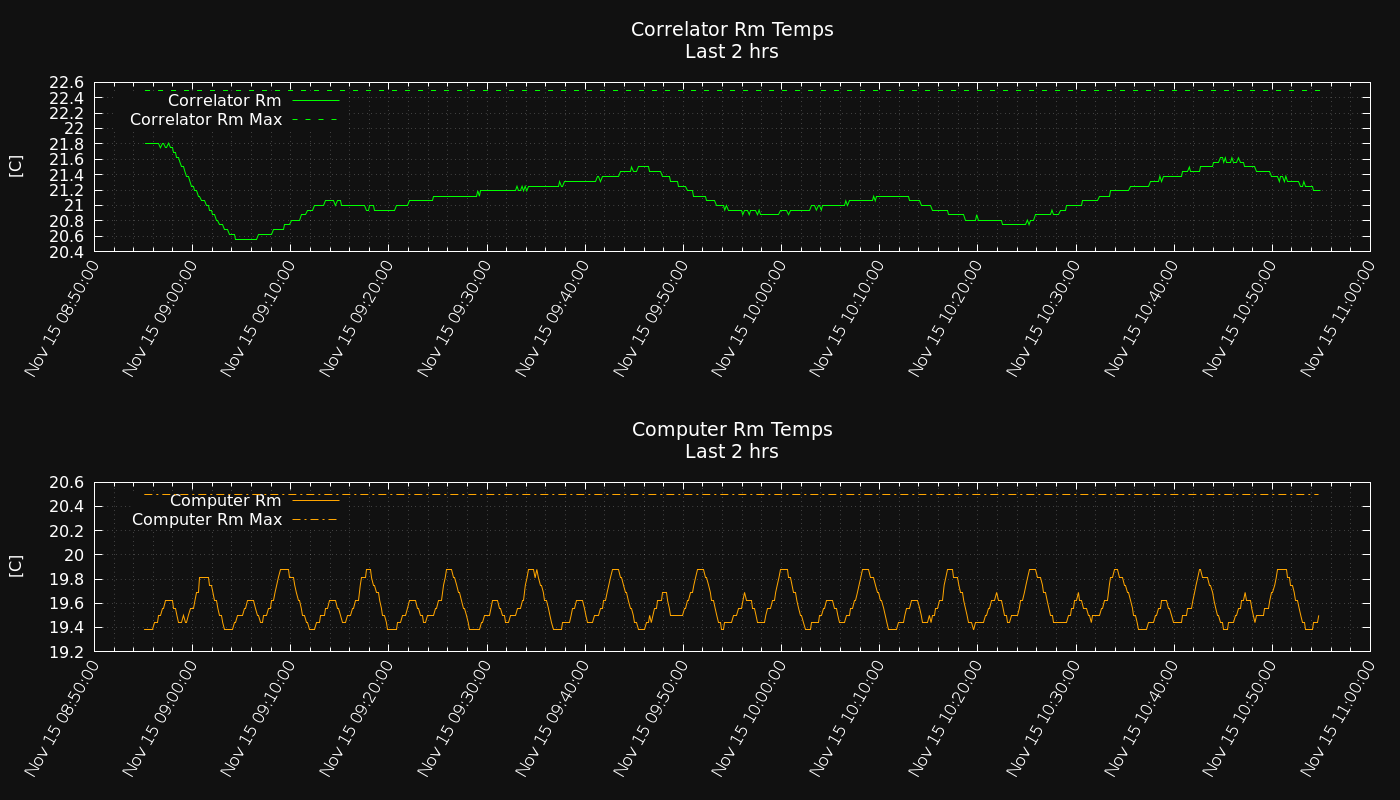 Correlator Rm Temps
Last 2 hrs
22.6
22.4
22.2
22
21.8
21.6
21.4
21.2
21
20.8
20.6
20.4
[C]
Correlator Rm
Correlator Rm Max
Nov 15 08:50:00
Nov 15 09:00:00
Nov 15 09:10:00
Nov 15 09:20:00
Nov 15 09:30:00
Nov 15 09:40:00
Nov 15 09:50:00
Nov 15 10:00:00
Nov 15 10:10:00
Nov 15 10:20:00
Nov 15 10:30:00
Nov 15 10:40:00
Nov 15 10:50:00
Nov 15 11:00:00
Computer Rm Temps
Last 2 hrs
20.6
20.4
20.2
20
19.8
19.6
19.4
19.2
[C]
Computer Rm
Computer Rm Max
Nov 15 08:50:00
Nov 15 09:00:00
Nov 15 09:10:00
Nov 15 09:20:00
Nov 15 09:30:00
Nov 15 09:40:00
Nov 15 09:50:00
Nov 15 10:00:00
Nov 15 10:10:00
Nov 15 10:20:00
Nov 15 10:30:00
Nov 15 10:40:00
Nov 15 10:50:00
Nov 15 11:00:00